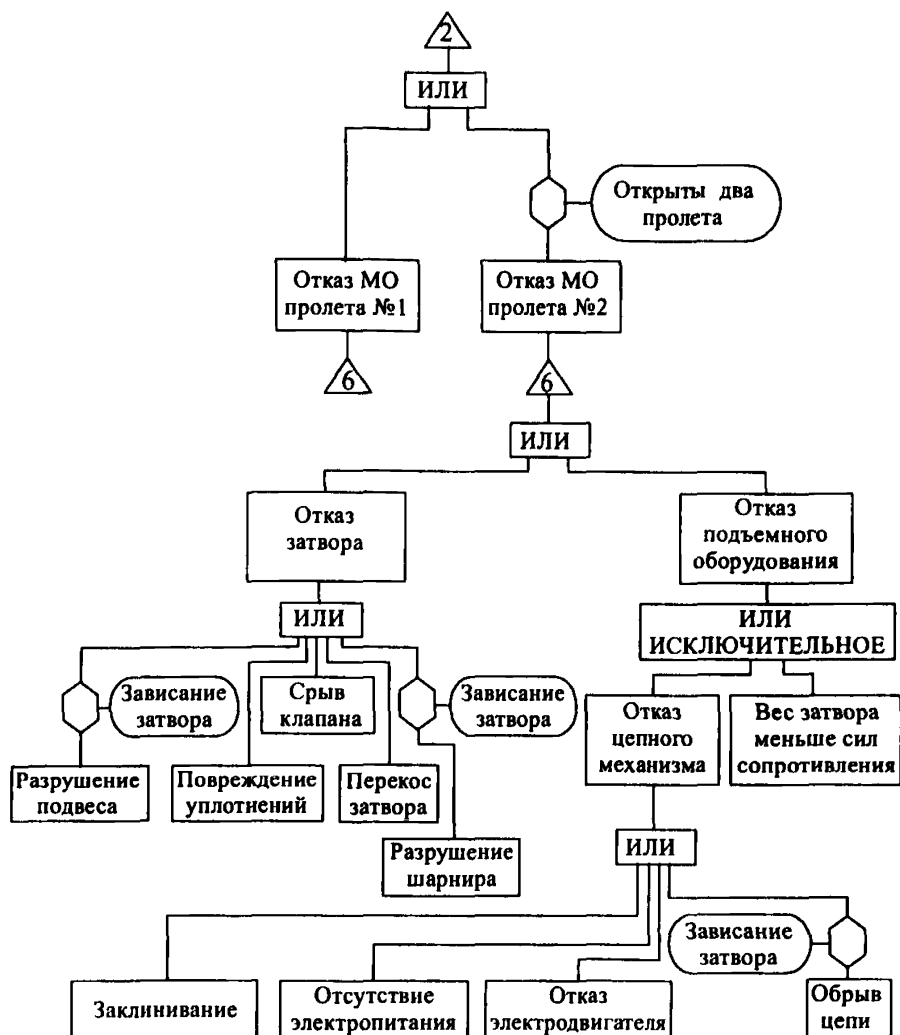 2
ИЛИ
Открыты два
пролета
Отказ МО
пролета №1
Отказ МО
пролета №2
6
6
ИЛИ
Отказ
затвора
Отказ
подъемного
оборудования
ИЛИ
ИЛИ
ИСКЛЮЧИТЕЛЬНОЕ
Зависание
затвора
Срыв
клапана
Зависание
затвора
Отказ
цепного
механизма
Вес затвора
меньше сил
сопротивления
Разрушение
подвеса
Повреждение
уплотнений
Перекос
затвора
Разрушение
шарнира
ИЛИ
Зависание
затвора
Заклинивание
Отсутствие
электропитания
Отказ
электродвигателя
Обрыв
цепи